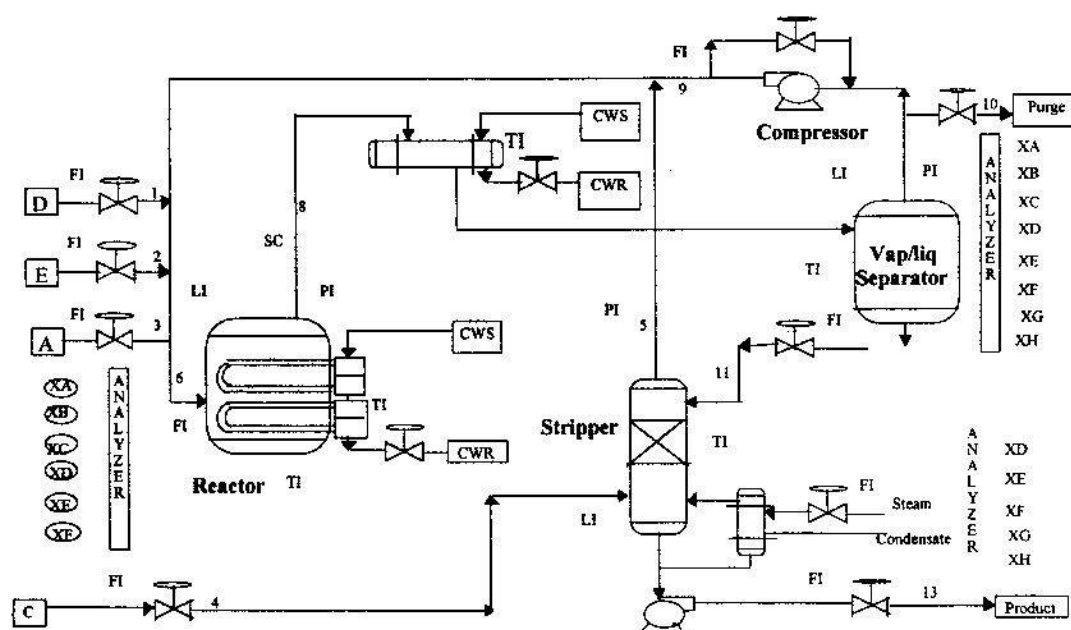 FI
9
10
Purge
Compressor
CWS
TI
CWR
FI
D
1
8
SC
LI
PI
ANALYZER
XA
XB
XC
XD
XE
XF
XG
XH
Vap/liq
Separator
TI
FI
E
2
FI
A
3
LI
PI
CWS
PI
5
FI
11
6
FI
TI
CWR
Reactor
TI
XA
XB
XC
XD
XE
XF
ANALYZER
Stripper
TI
LI
FI
Steam
Condensate
ANALYZER
XD
XE
XF
XG
XH
FI
C
4
FI
13
Product